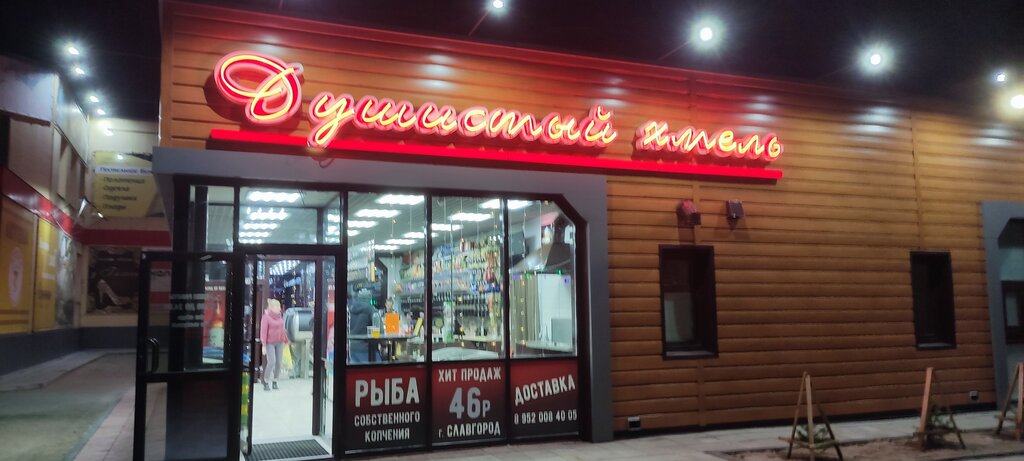 Душистый хмель
РЫБА
СОБСТВЕННОГО
КОПЧЕНИЯ
ХИТ ПРОДАЖ
46р
г. СЛАВГОРОД
ДОСТАВКА
8 952 008 40 05